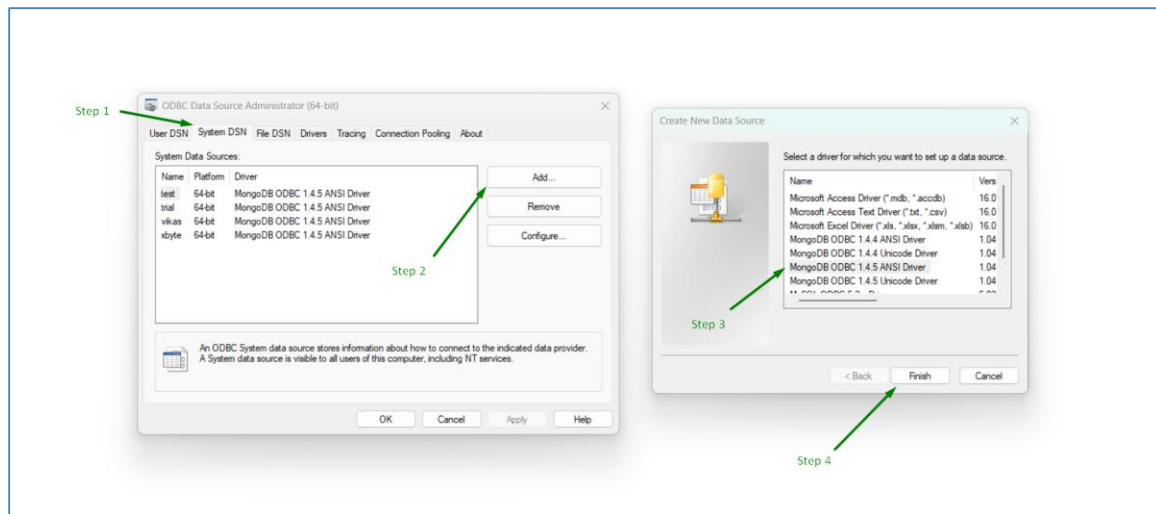 Step 1
ODBC Data Source Administrator (64-bit)
User DSN System DSN File DSN Drivers Tracing Connection Pooling About
System Data Sources:
Name Platform Driver
test 64-bit MongoDB ODBC 1.4.5 ANSI Driver
trial 64-bit MongoDB ODBC 1.4.5 ANSI Driver
vikas 64-bit MongoDB ODBC 1.4.5 ANSI Driver
xbyte 64-bit MongoDB ODBC 1.4.5 ANSI Driver
Add...
Remove
Configure...
Step 2
An ODBC System data source stores information about how to connect to the indicated data provider.
A System data source is visible to all users of this computer, including NT services.
OK Cancel Apply Help
Create New Data Source
Select a driver for which you want to set up a data source.
Name Vers
Microsoft Access Driver (*.mdb, *.accdb) 16.0
Microsoft Access Text Driver (*.txt, *.csv) 16.0
Microsoft Excel Driver (*.xls, *.xlsx, *.xlsm, *.xlsb) 16.0
MongoDB ODBC 1.4.4 ANSI Driver 1.04
MongoDB ODBC 1.4.4 Unicode Driver 1.04
MongoDB ODBC 1.4.5 ANSI Driver 1.04
MongoDB ODBC 1.4.5 Unicode Driver 1.04
Step 3
< Back Finish Cancel
Step 4